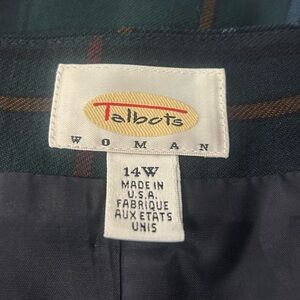 Talbots
WOMAN
14W
MADE IN
U.S.A.
FABRIQUE
AUX ETATS
UNIS